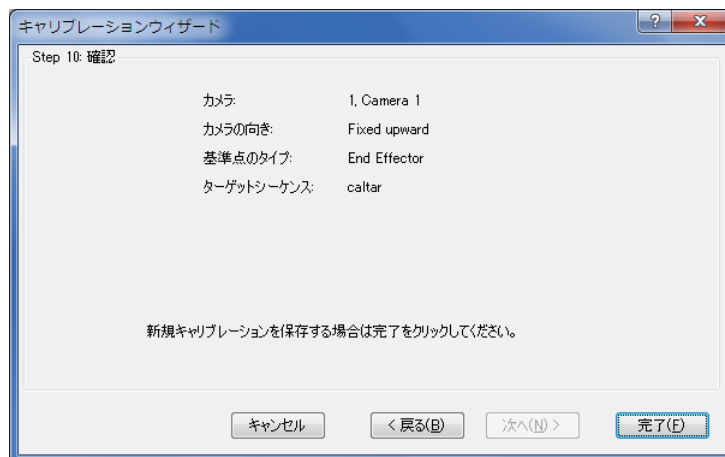 キャリブレーションウィザード
Step 10: 確認
カメラ: 1, Camera 1
カメラの向き: Fixed upward
基準点のタイプ: End Effector
ターゲットシーケンス: caltar
新規キャリブレーションを保存する場合は完了をクリックしてください。
キャンセル < 戻る(B) 次へ(N) > 完了(F)